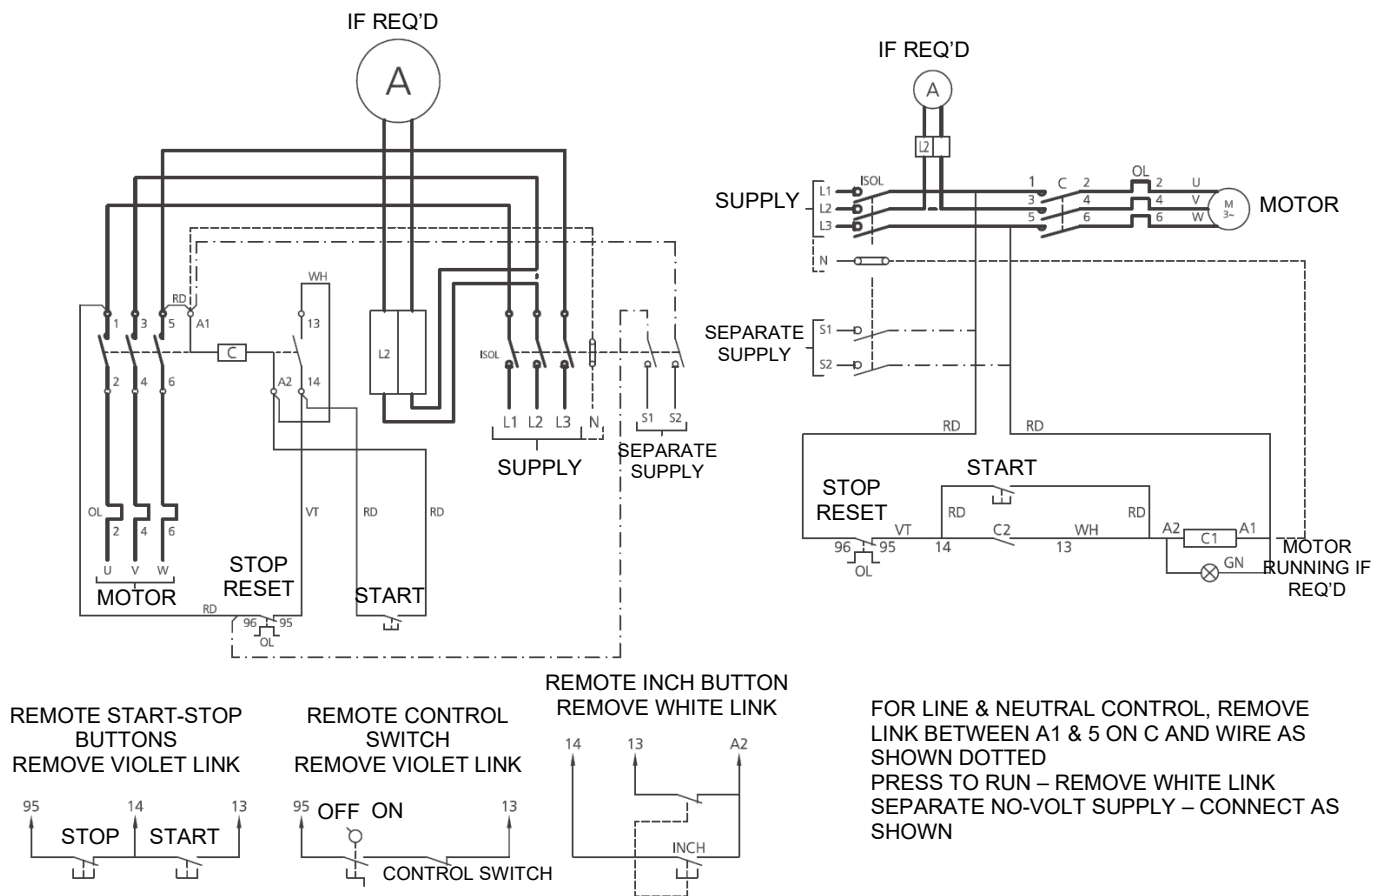 IF REQ’D
A
WH
RD
1
3
5
A1
13
C
2
4
6
A2
14
L2
ISOL
L1
L2
L3
N
S1
S2
SUPPLY
SEPARATE
SUPPLY
OL
2
4
6
VT
RD
RD
U
V
W
MOTOR
STOP
RESET
START
RD
96
95
OL
IF REQ’D
A
L2
SUPPLY
L1
L2
L3
N
ISOL
1
3
5
C
2
4
6
OL
2
4
6
U
V
W
M
3~
MOTOR
SEPARATE
SUPPLY
S1
S2
RD
RD
START
STOP
RESET
RD
RD
VT
C2
WH
A2
C1
A1
96
95
14
13
OL
GN
MOTOR
RUNNING IF
REQ’D
REMOTE START-STOP
BUTTONS
REMOVE VIOLET LINK
95
14
13
STOP
START
REMOTE CONTROL
SWITCH
REMOVE VIOLET LINK
95
13
OFF ON
CONTROL SWITCH
REMOTE INCH BUTTON
REMOVE WHITE LINK
14
13
A2
INCH
FOR LINE & NEUTRAL CONTROL, REMOVE
LINK BETWEEN A1 & 5 ON C AND WIRE AS
SHOWN DOTTED
PRESS TO RUN – REMOVE WHITE LINK
SEPARATE NO-VOLT SUPPLY – CONNECT AS
SHOWN